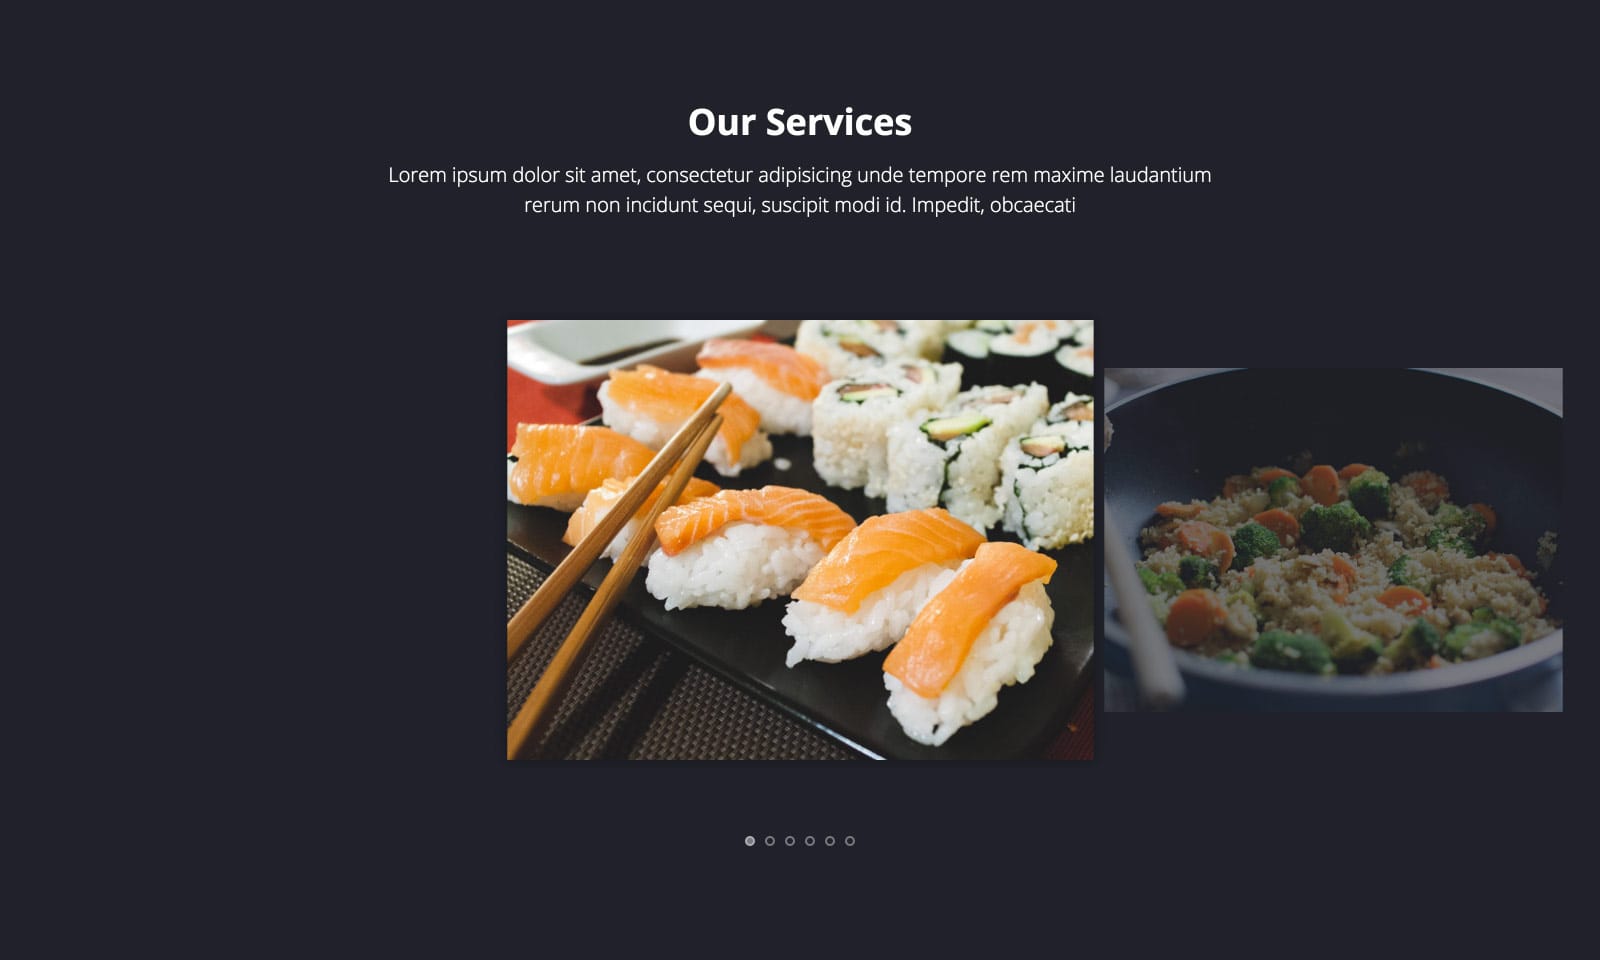 Our Services
Lorem ipsum dolor sit amet, consectetur adipisicing unde tempore rem maxime laudantium
rerum non incidunt sequi, suscipit modi id. Impedit, obcaecati